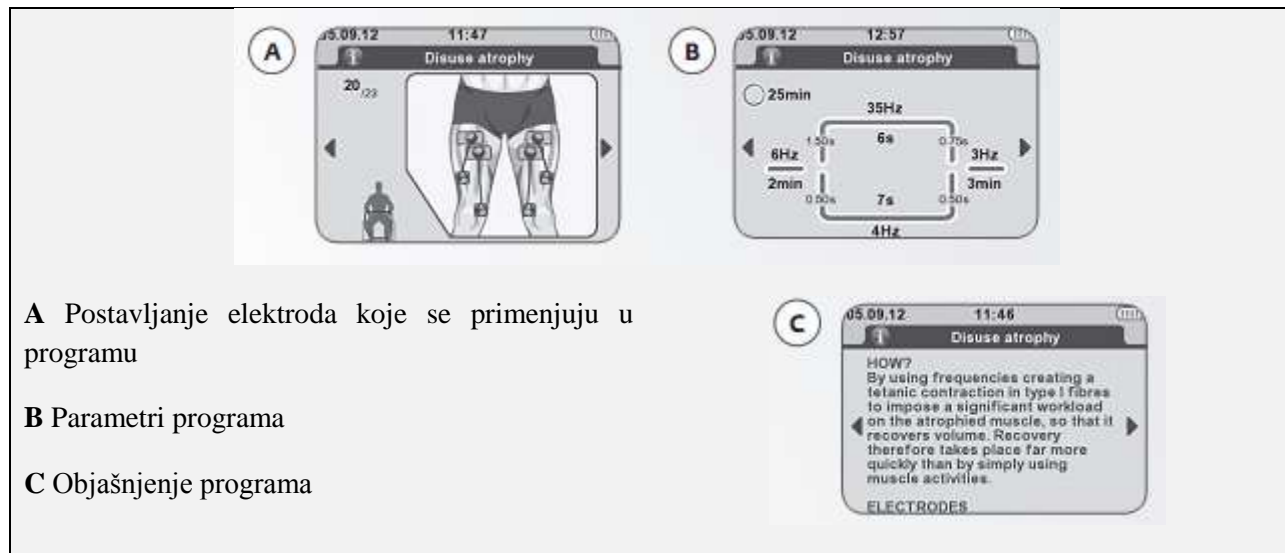 A
05.09.12 11:47
Disuse atrophy
20/23
B
05.09.12 12:57
Disuse atrophy
25min
35Hz
1.50s 6s 0.75s
6Hz 3Hz
2min 3min
0.50s 7s 0.50s
4Hz
A Postavljanje elektroda koje se primenjuju u
programu
B Parametri programa
C Objašnjenje programa
C
05.09.12 11:46
Disuse atrophy
HOW?
By using frequencies creating a
tetanic contraction in type I fibres
to impose a significant workload
on the atrophied muscle, so that it
recovers volume. Recovery
therefore takes place far more
quickly than by simply using
muscle activities.
ELECTRODES